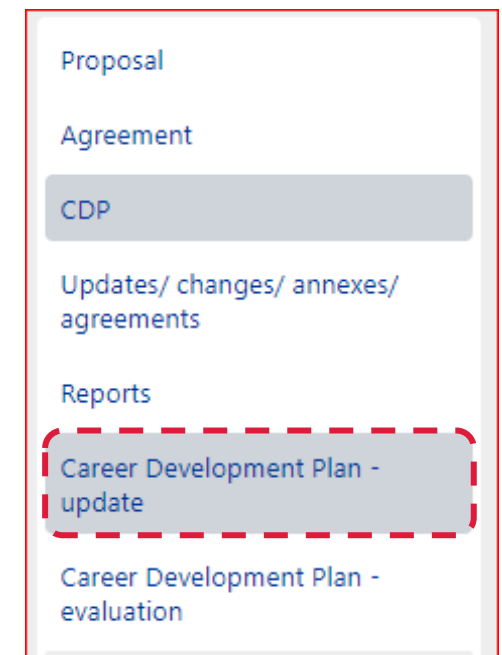 Proposal
Agreement
CDP
Updates/ changes/ annexes/
agreements
Reports
Career Development Plan -
update
Career Development Plan -
evaluation